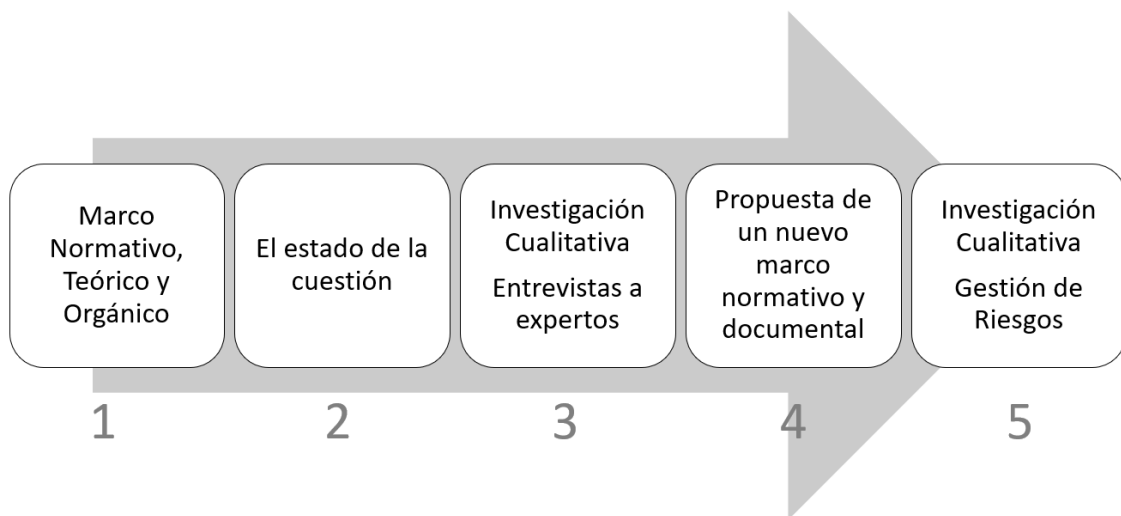 Marco
Normativo,
Teórico y
Orgánico
El estado de la
cuestión
Investigación
Cualitativa
Entrevistas a
expertos
Propuesta de
un nuevo
marco
normativo y
documental
Investigación
Cualitativa
Gestión de
Riesgos
1
2
3
4
5